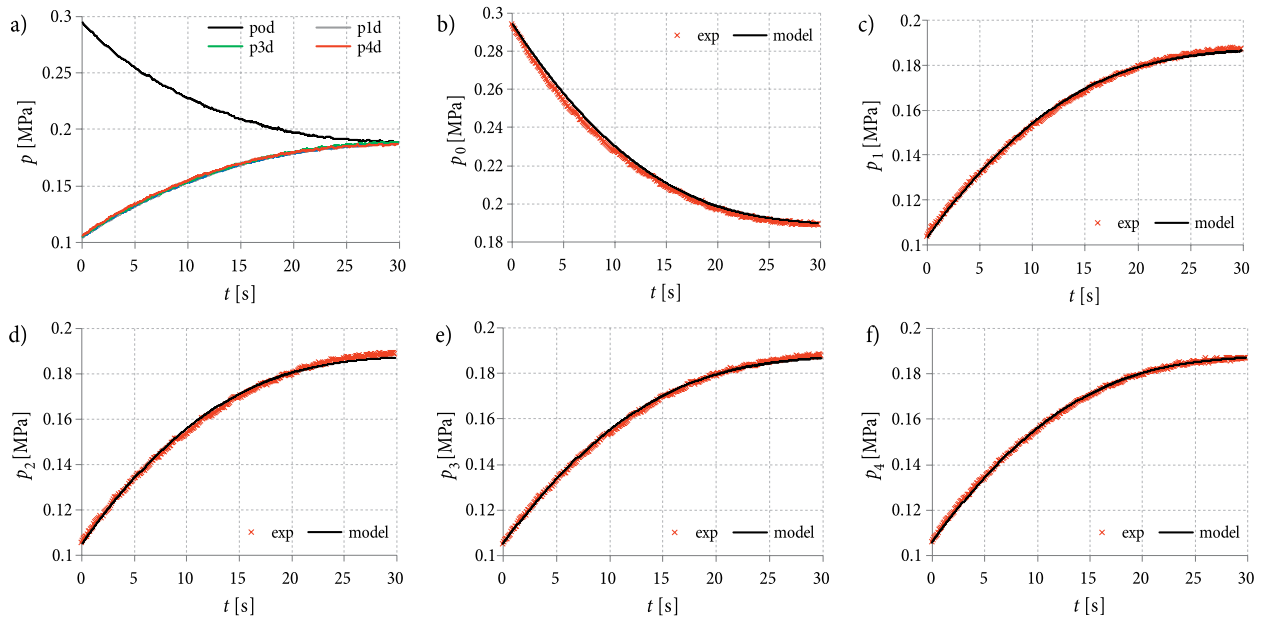 a)
0.3
0.25
0.2
0.15
0.1
p [MPa]
pod
p1d
p3d
p4d
0 5 10 15 20 25 30
t [s]
b)
0.3
0.28
0.26
0.24
0.22
0.2
0.18
p0 [MPa]
exp
model
0 5 10 15 20 25 30
t [s]
c)
0.2
0.18
0.16
0.14
0.12
0.1
p1 [MPa]
exp
model
0 5 10 15 20 25 30
t [s]
d)
0.2
0.18
0.16
0.14
0.12
0.1
p2 [MPa]
exp
model
0 5 10 15 20 25 30
t [s]
e)
0.2
0.18
0.16
0.14
0.12
0.1
p3 [MPa]
exp
model
0 5 10 15 20 25 30
t [s]
f)
0.2
0.18
0.16
0.14
0.12
0.1
p4 [MPa]
exp
model
0 5 10 15 20 25 30
t [s]